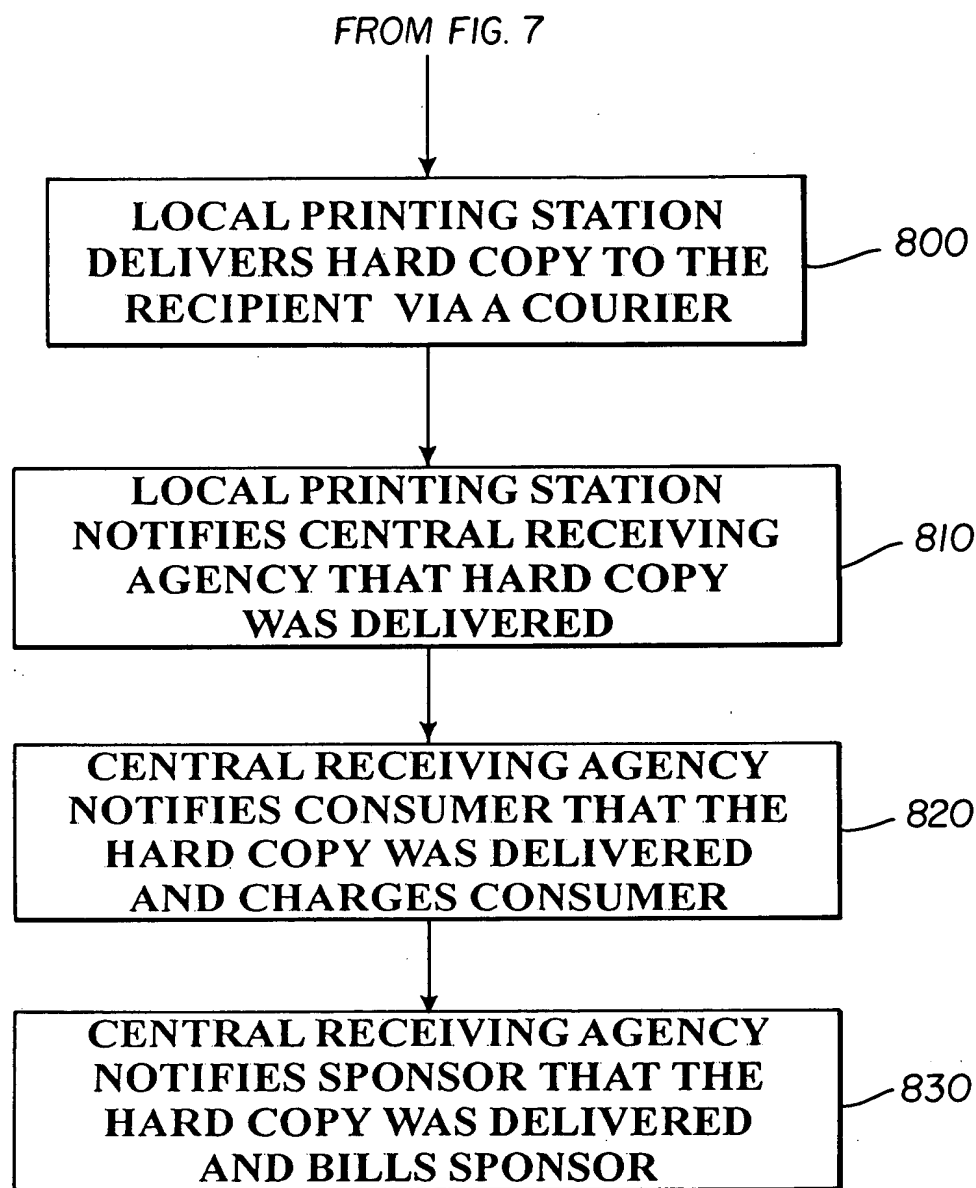 FROM FIG. 7
LOCAL PRINTING STATION
DELIVERS HARD COPY TO THE
RECIPIENT VIA A COURIER
800
LOCAL PRINTING STATION
NOTIFIES CENTRAL RECEIVING
AGENCY THAT HARD COPY
WAS DELIVERED
810
CENTRAL RECEIVING AGENCY
NOTIFIES CONSUMER THAT THE
HARD COPY WAS DELIVERED
AND CHARGES CONSUMER
820
CENTRAL RECEIVING AGENCY
NOTIFIES SPONSOR THAT THE
HARD COPY WAS DELIVERED
AND BILLS SPONSOR
830